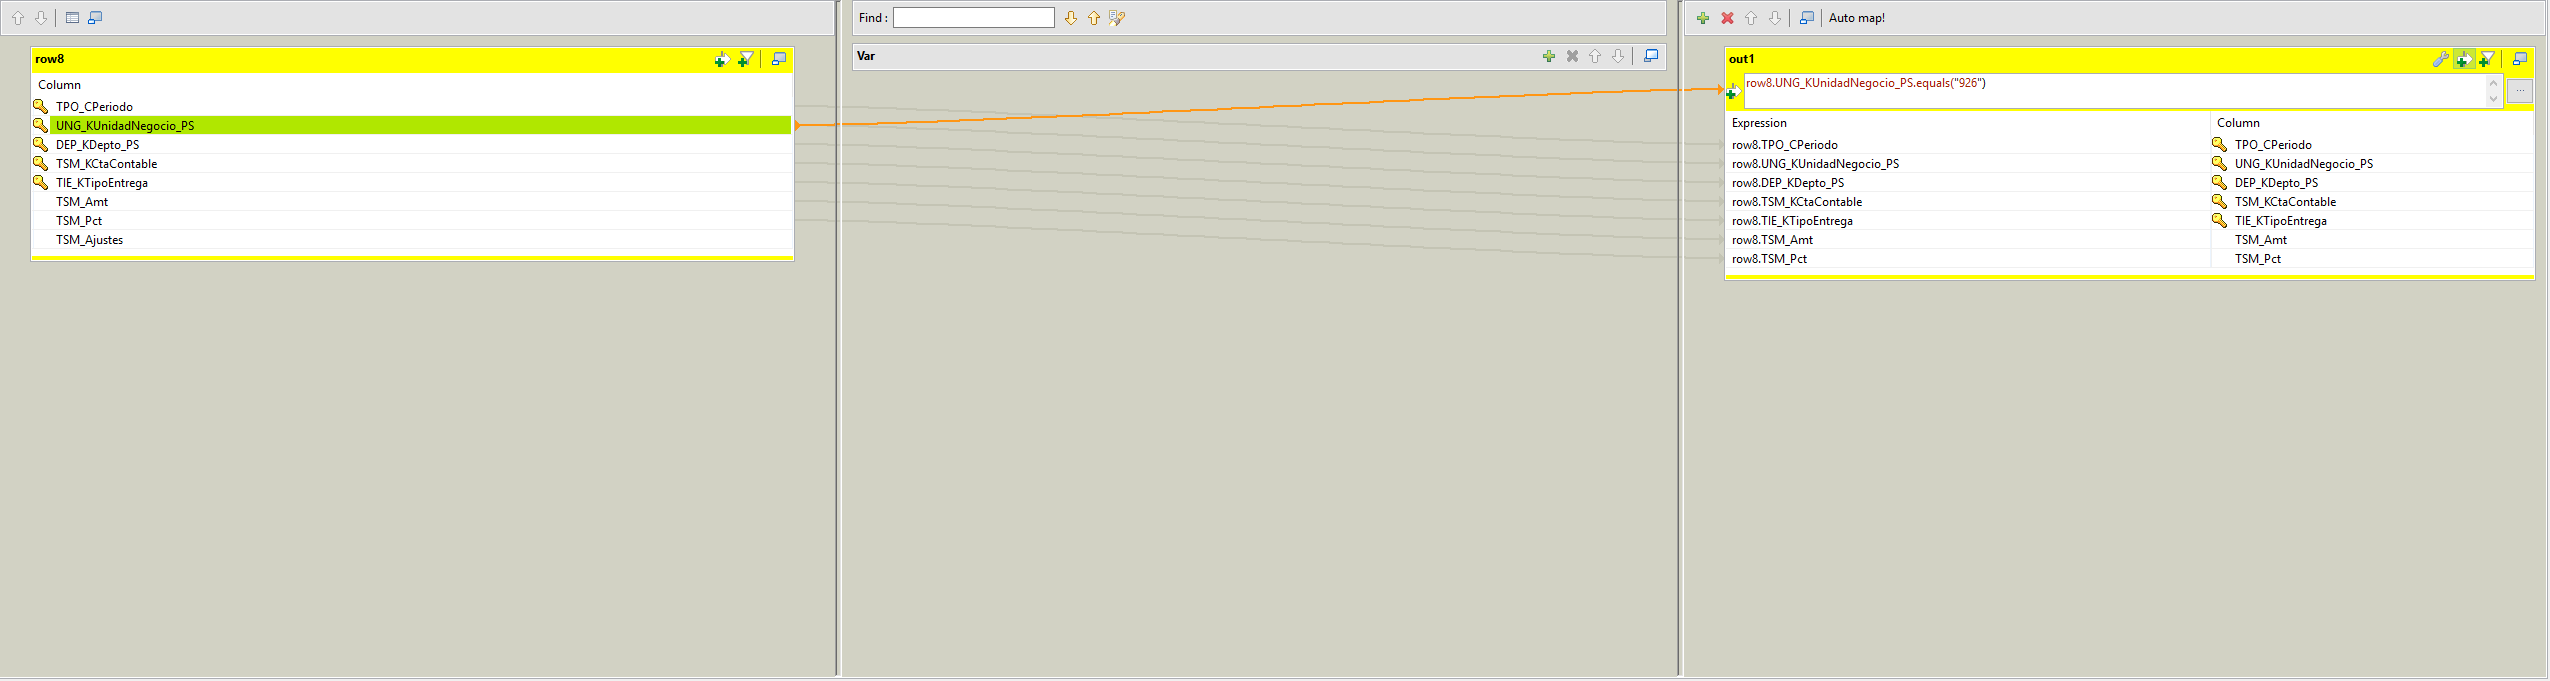 Find :
Auto map!
row8
Column
TPO_CPeriodo
UNG_KUnidadNegocio_PS
DEP_KDepto_PS
TSM_KCtaContable
TIE_KTipoEntrega
TSM_Amt
TSM_Pct
TSM_Ajustes
Var
out1
row8.UNG_KUnidadNegocio_PS.equals("926")
...
Expression Column
row8.TPO_CPeriodo TPO_CPeriodo
row8.UNG_KUnidadNegocio_PS UNG_KUnidadNegocio_PS
row8.DEP_KDepto_PS DEP_KDepto_PS
row8.TSM_KCtaContable TSM_KCtaContable
row8.TIE_KTipoEntrega TIE_KTipoEntrega
row8.TSM_Amt TSM_Amt
row8.TSM_Pct TSM_Pct